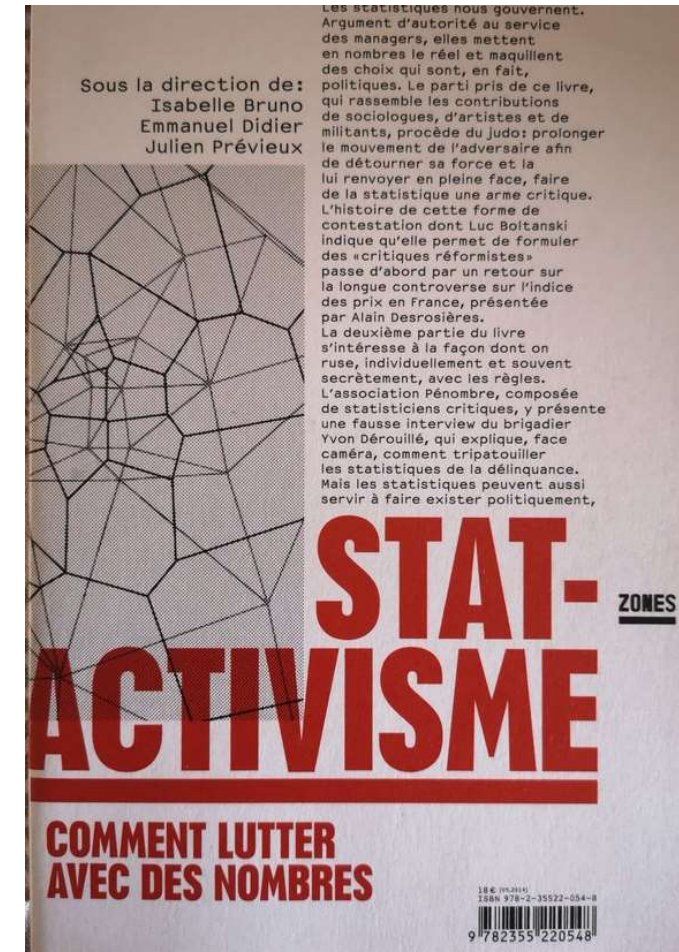 Les statistiques nous gouvernent.
Argument d'autorité au service
des managers, elles mettent
en nombres le réel et maquillent
des choix qui sont, en fait,
politiques. Le parti pris de ce livre,
qui rassemble les contributions
de sociologues, d'artistes et de
militants, procède du judo: prolonger
le mouvement de l'adversaire afin
de détourner sa force et la
lui renvoyer en pleine face, faire
de la statistique une arme critique.
L'histoire de cette forme de
contestation dont Luc Boltanski
indique qu'elle permet de formuler
des «critiques réformistes»
passe d'abord par un retour sur
la longue controverse sur l'indice
des prix en France, présentée
par Alain Desrosières.
La deuxième partie du livre
s'intéresse à la façon dont on
ruse, individuellement et souvent
secrètement, avec les règles.
L'association Pénombre, composée
de statisticiens critiques, y présente
une fausse interview du brigadier
Yvon Dérouillé, qui explique, face
caméra, comment tripatouiller
les statistiques de la délinquance.
Mais les statistiques peuvent aussi
servir à faire exister politiquement,
Sous la direction de:
Isabelle Bruno
Emmanuel Didier
Julien Prévieux
STAT-
ACTIVISME
ZONES
COMMENT LUTTER
AVEC DES NOMBRES
18 € (05.2014)
ISBN 978-2-35522-054-8
9 782355 220548